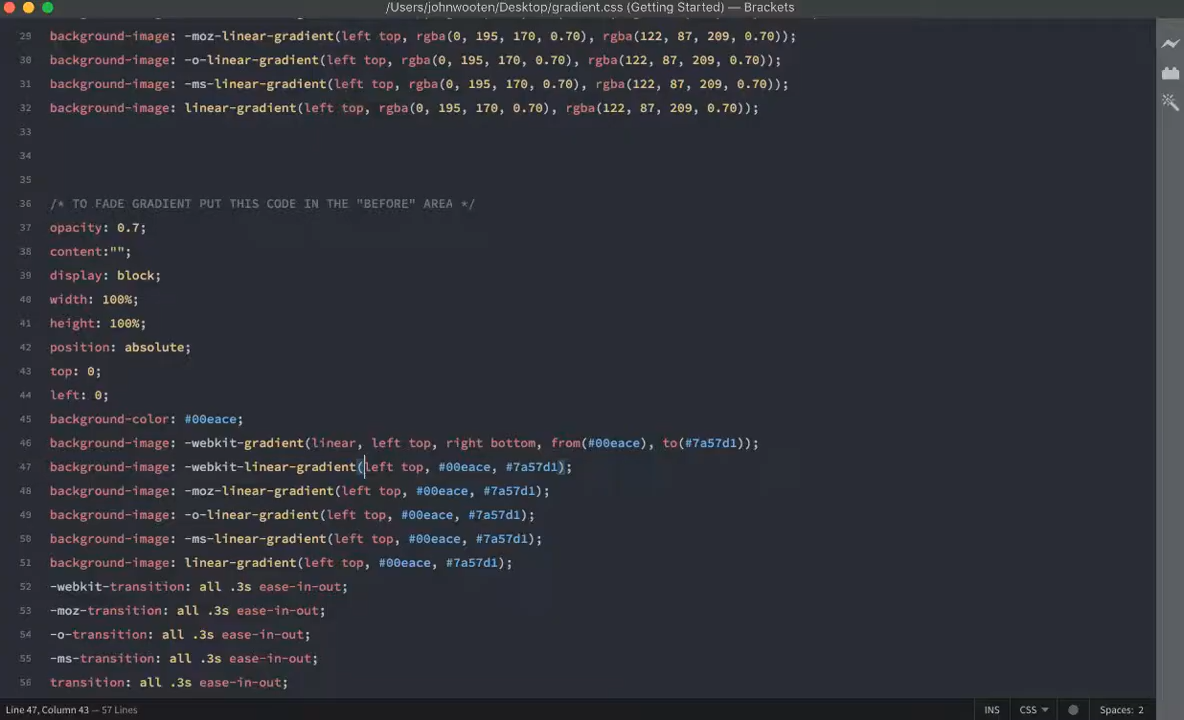 /Users/johnwooten/Desktop/gradient.css (Getting Started) — Brackets
29 background-image: -moz-linear-gradient(left top, rgba(0, 195, 170, 0.70), rgba(122, 87, 209, 0.70));
30 background-image: -o-linear-gradient(left top, rgba(0, 195, 170, 0.70), rgba(122, 87, 209, 0.70));
31 background-image: -ms-linear-gradient(left top, rgba(0, 195, 170, 0.70), rgba(122, 87, 209, 0.70));
32 background-image: linear-gradient(left top, rgba(0, 195, 170, 0.70), rgba(122, 87, 209, 0.70));
33
34
35
36 /* TO FADE GRADIENT PUT THIS CODE IN THE "BEFORE" AREA */
37 opacity: 0.7;
38 content:"";
39 display: block;
40 width: 100%;
41 height: 100%;
42 position: absolute;
43 top: 0;
44 left: 0;
45 background-color: #00eace;
46 background-image: -webkit-gradient(linear, left top, right bottom, from(#00eace), to(#7a57d1));
47 background-image: -webkit-linear-gradient(left top, #00eace, #7a57d1);
48 background-image: -moz-linear-gradient(left top, #00eace, #7a57d1);
49 background-image: -o-linear-gradient(left top, #00eace, #7a57d1);
50 background-image: -ms-linear-gradient(left top, #00eace, #7a57d1);
51 background-image: linear-gradient(left top, #00eace, #7a57d1);
52 -webkit-transition: all .3s ease-in-out;
53 -moz-transition: all .3s ease-in-out;
54 -o-transition: all .3s ease-in-out;
55 -ms-transition: all .3s ease-in-out;
56 transition: all .3s ease-in-out;
Line 47, Column 43 — 57 Lines INS CSS Spaces: 2